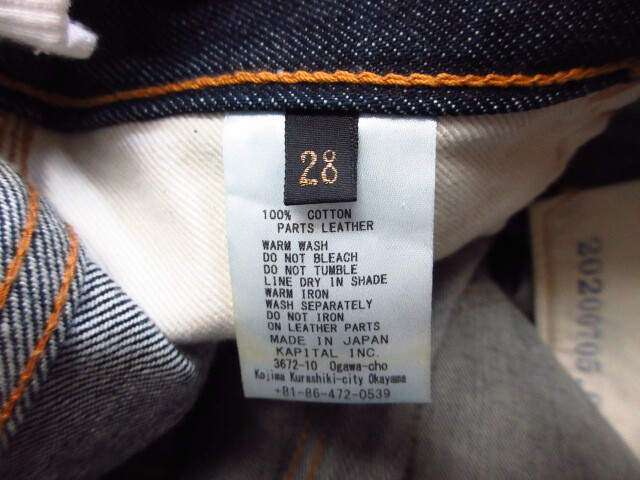 28
100% COTTON
PARTS LEATHER
WARM WASH
DO NOT BLEACH
DO NOT TUMBLE
LINE DRY IN SHADE
WARM IRON
WASH SEPARATELY
DO NOT IRON
ON LEATHER PARTS
MADE IN JAPAN
KAPITAL INC.
3672-10 Ogawa-cho
Kojima Kurashiki-city Okayama
+81-86-472-0539
20200705